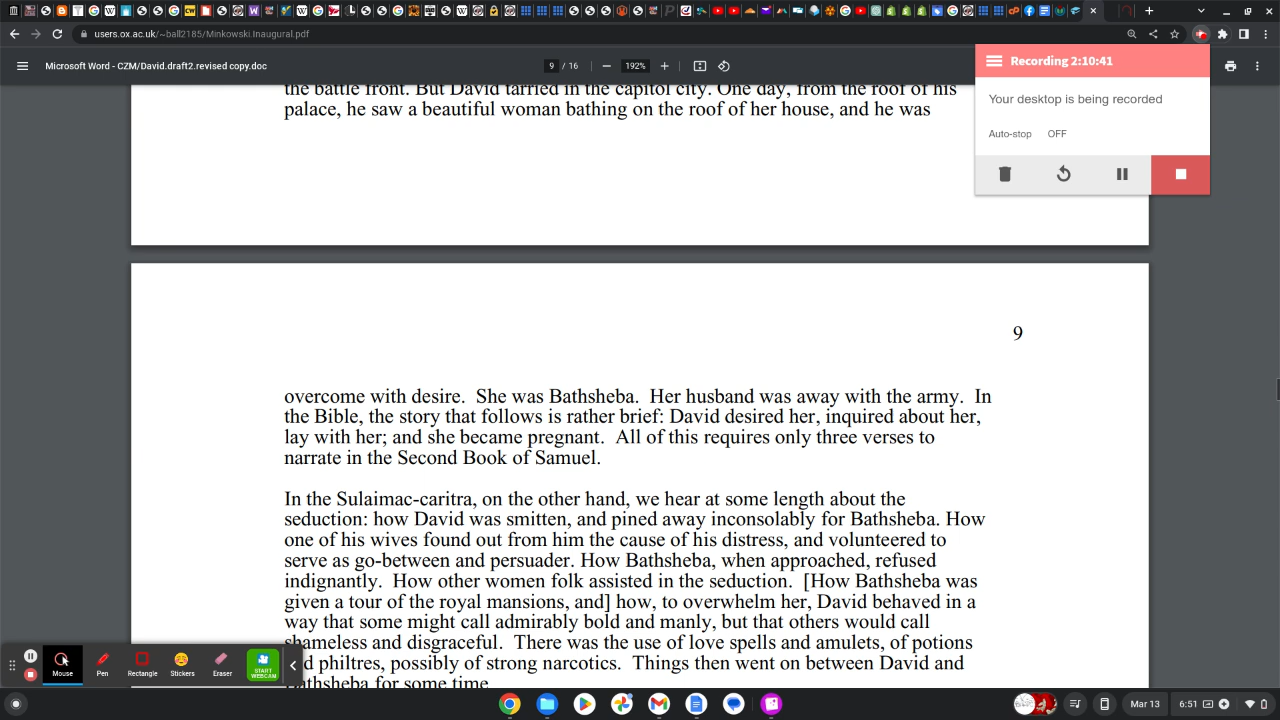 users.ox.ac.uk/~ball2185/Minkowski.Inaugural.pdf
Microsoft Word - CZM/David.draft2.revised copy.doc
9 / 16
192%
Recording 2:10:41
Your desktop is being recorded
Auto-stop OFF
the battle front. But David tarried in the capitol city. One day, from the roof of his
palace, he saw a beautiful woman bathing on the roof of her house, and he was
9
overcome with desire. She was Bathsheba. Her husband was away with the army. In
the Bible, the story that follows is rather brief: David desired her, inquired about her,
lay with her; and she became pregnant. All of this requires only three verses to
narrate in the Second Book of Samuel.
In the Sulaimac-caritra, on the other hand, we hear at some length about the
seduction: how David was smitten, and pined away inconsolably for Bathsheba. How
one of his wives found out from him the cause of his distress, and volunteered to
serve as go-between and persuader. How Bathsheba, when approached, refused
indignantly. How other women folk assisted in the seduction. [How Bathsheba was
given a tour of the royal mansions, and] how, to overwhelm her, David behaved in a
way that some might call admirably bold and manly, but that others would call
shameless and disgraceful. There was the use of love spells and amulets, of potions
d philtres, possibly of strong narcotics. Things then went on between David and
athsheba for some time
Mouse
Pen
Rectangle
Stickers
Eraser
START
WEBCAM
Mar 13
6:51